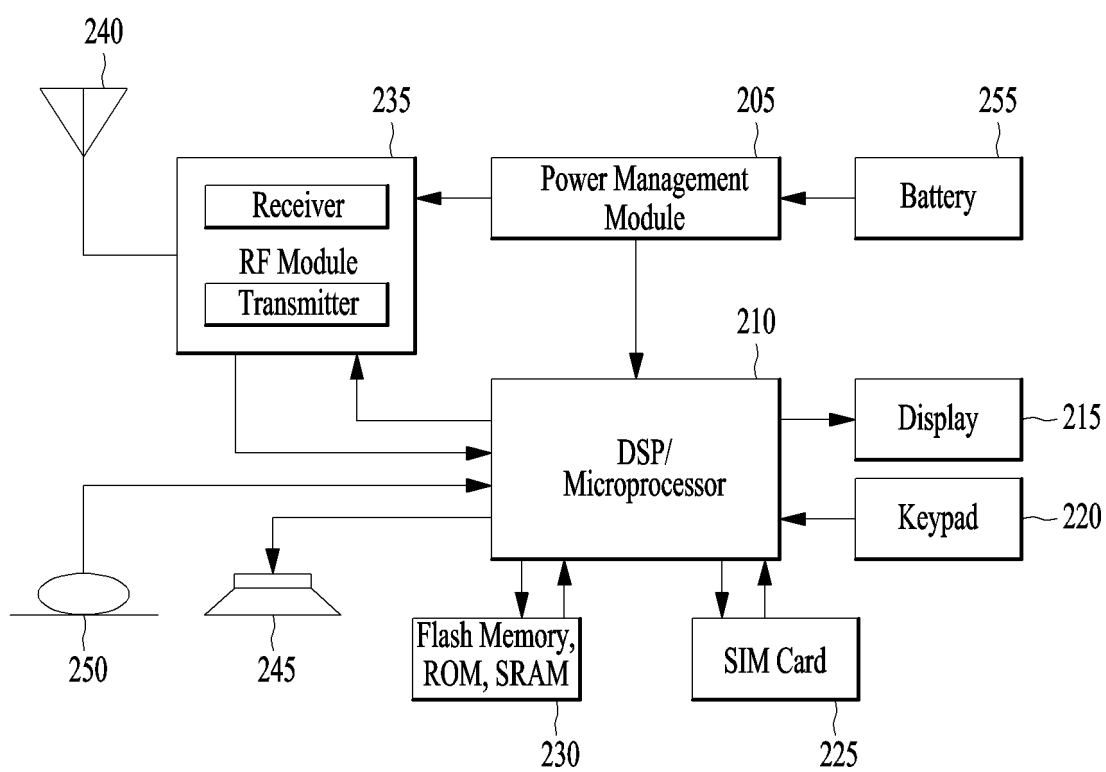 240
235
205
255
Receiver
RF Module
Transmitter
Power Management
Module
Battery
210
DSP/
Microprocessor
Display
215
Keypad
220
250
245
Flash Memory,
ROM, SRAM
230
SIM Card
225